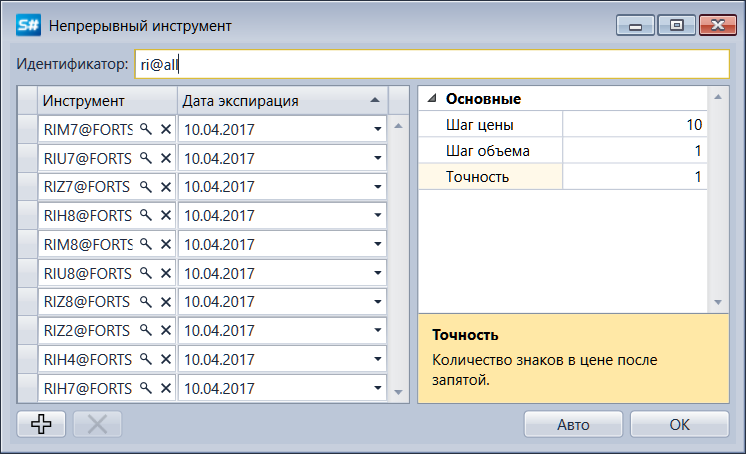 S# Непрерывный инструмент
Идентификатор: ri@all
Инструмент Дата экспирация
RIM7@FORTS 10.04.2017
RIU7@FORTS 10.04.2017
RIZ7@FORTS 10.04.2017
RIH8@FORTS 10.04.2017
RIM8@FORTS 10.04.2017
RIU8@FORTS 10.04.2017
RIZ8@FORTS 10.04.2017
RIZ2@FORTS 10.04.2017
RIH4@FORTS 10.04.2017
RIH7@FORTS 10.04.2017
Основные
Шаг цены 10
Шаг объема 1
Точность 1
Точность
Количество знаков в цене после
запятой.
Авто OK